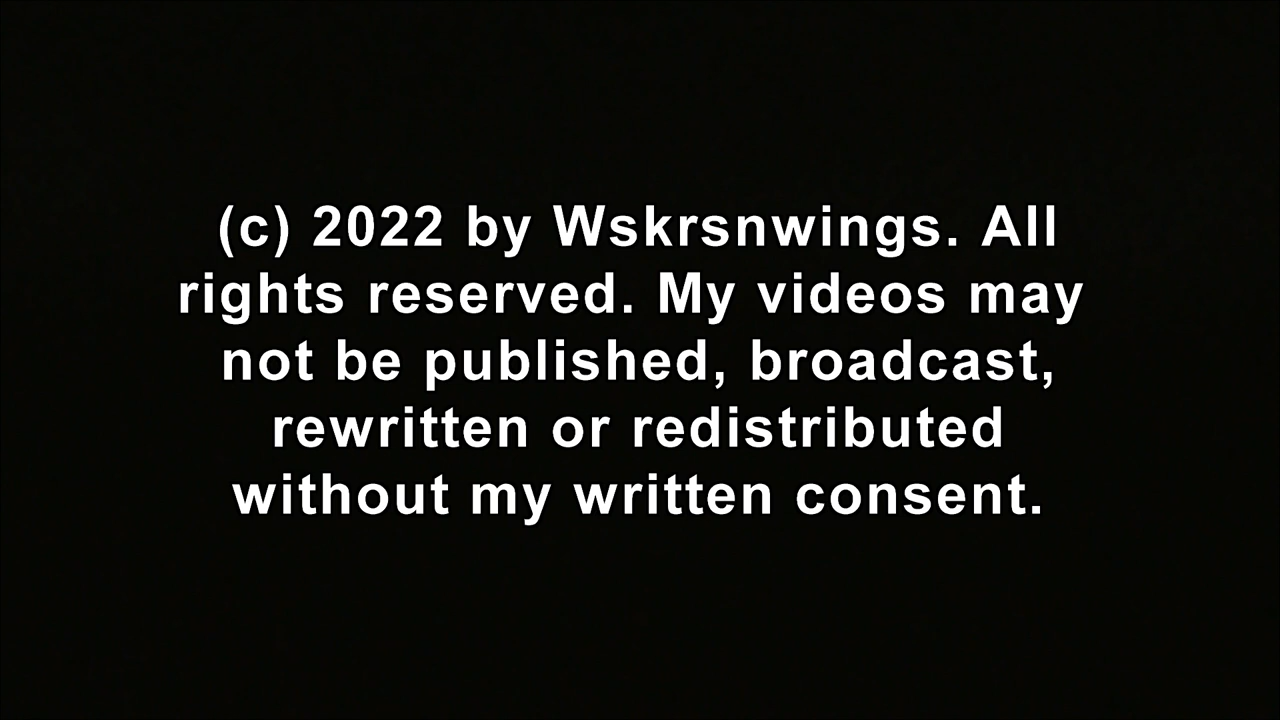 (c) 2022 by Wskrsnwings. All
rights reserved. My videos may
not be published, broadcast,
rewritten or redistributed
without my written consent.